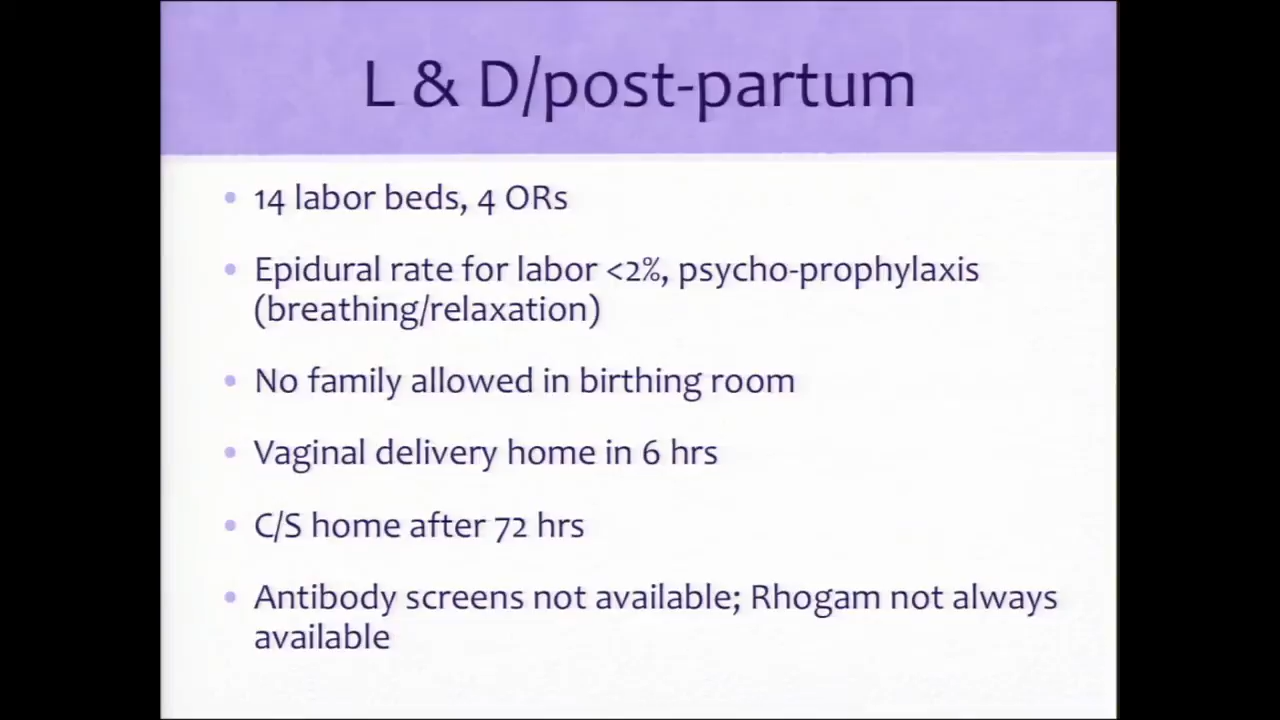 L & D/post-partum
• 14 labor beds, 4 ORs
• Epidural rate for labor <2%, psycho-prophylaxis
(breathing/relaxation)
• No family allowed in birthing room
• Vaginal delivery home in 6 hrs
• C/S home after 72 hrs
• Antibody screens not available; Rhogam not always
available